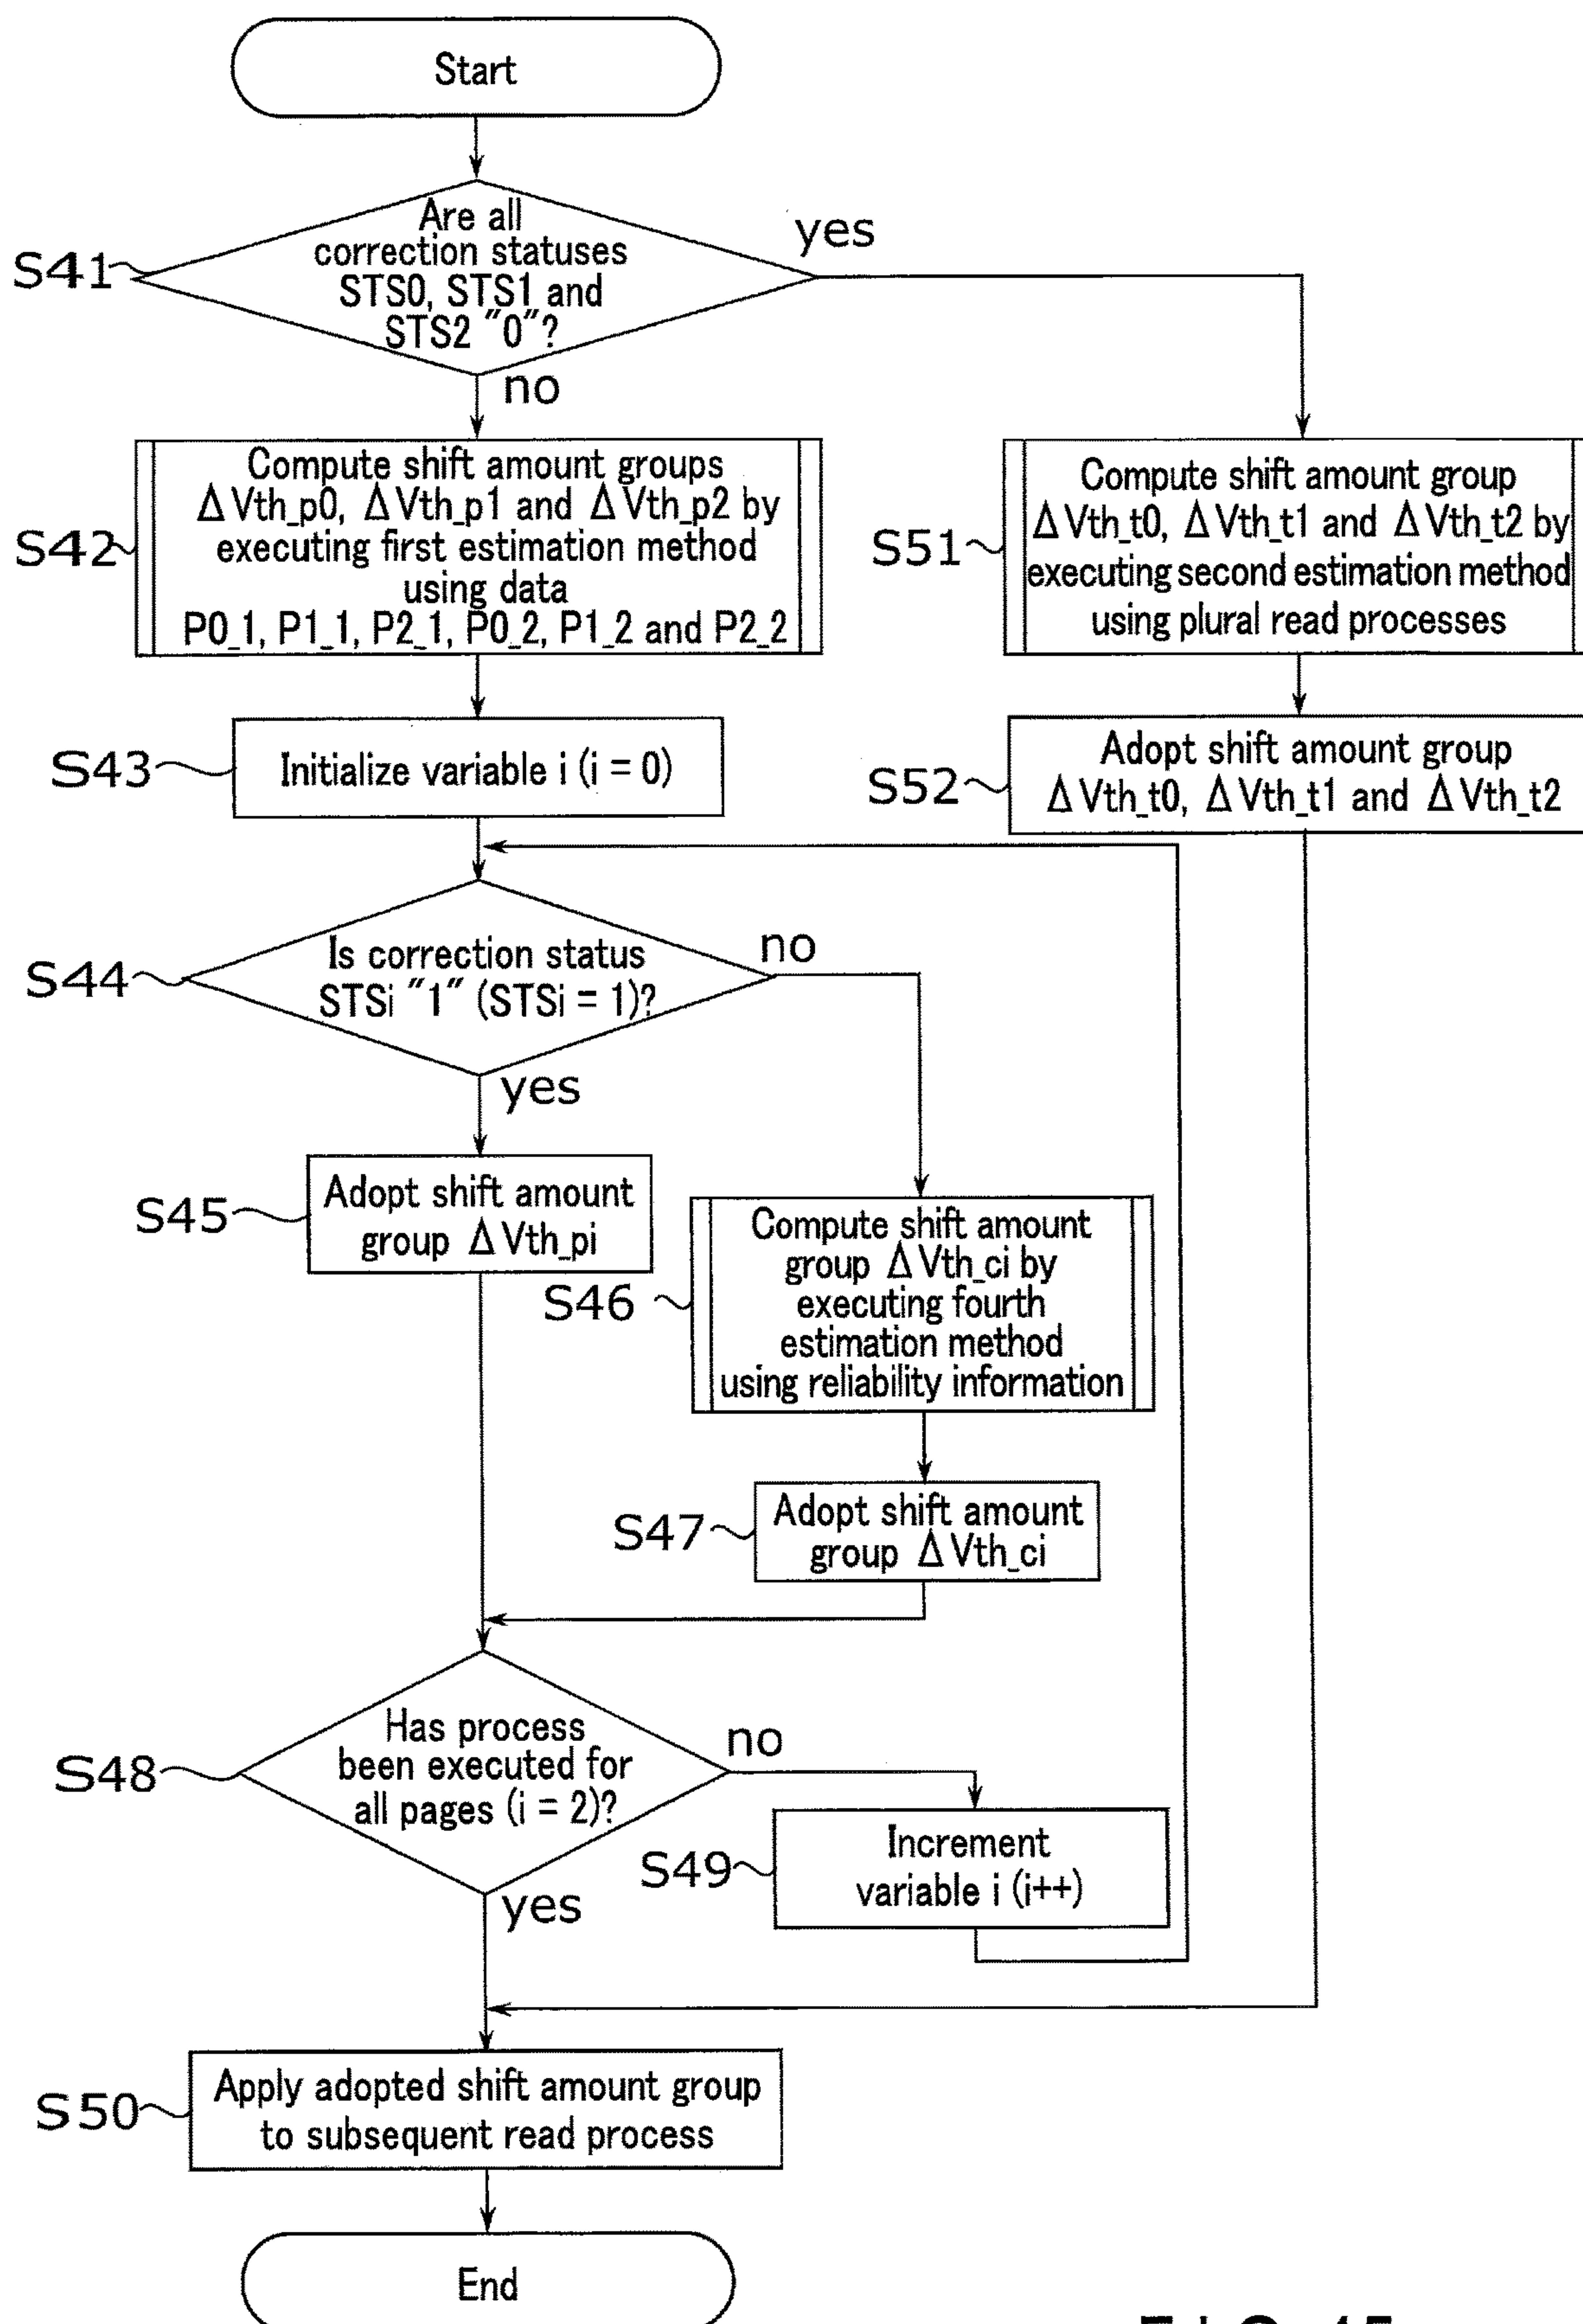 Start
Are all
correction statuses
STS0, STS1 and
STS2 "0"?
S41
yes
no
Compute shift amount groups
ΔVth_p0, ΔVth_p1 and ΔVth_p2 by
executing first estimation method
using data
P0_1, P1_1, P2_1, P0_2, P1_2 and P2_2
S42
Compute shift amount group
ΔVth_t0, ΔVth_t1 and ΔVth_t2 by
executing second estimation method
using plural read processes
S51
Initialize variable i (i = 0)
S43
Adopt shift amount group
ΔVth_t0, ΔVth_t1 and ΔVth_t2
S52
Is correction status
STSi "1" (STSi = 1)?
S44
no
yes
Adopt shift amount
group ΔVth_pi
S45
Compute shift amount
group ΔVth_ci by
executing fourth
estimation method
using reliability information
S46
Adopt shift amount
group ΔVth_ci
S47
Has process
been executed for
all pages (i = 2)?
S48
no
Increment
variable i (i++)
S49
yes
Apply adopted shift amount group
to subsequent read process
S50
End